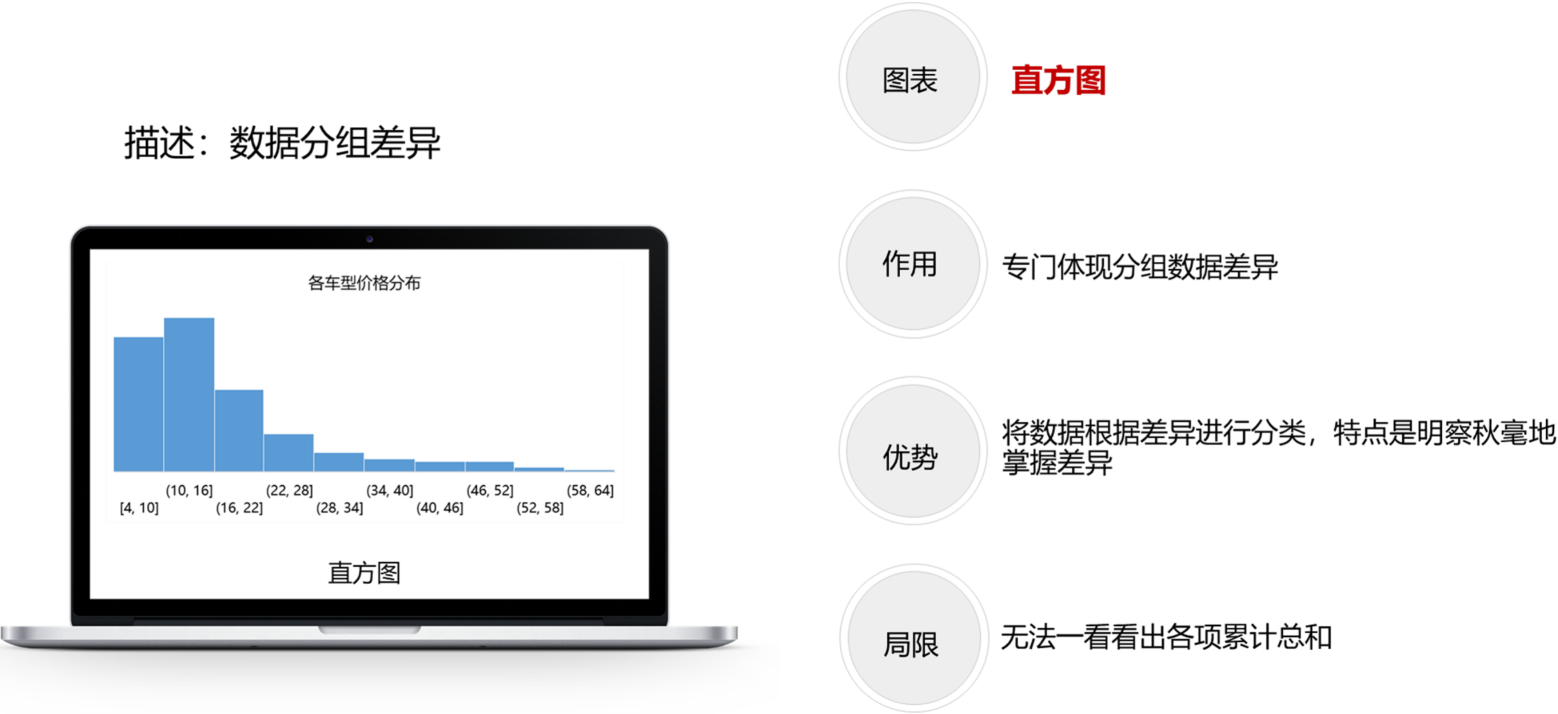 描述：数据分组差异
各车型价格分布
(10, 16]
(22, 28]
(34, 40]
(46, 52]
(58, 64]
[4, 10]
(16, 22]
(28, 34]
(40, 46]
(52, 58]
直方图
图表
直方图
作用
专门体现分组数据差异
优势
将数据根据差异进行分类，特点是明察秋毫地
掌握差异
局限
无法一看看出各项累计总和